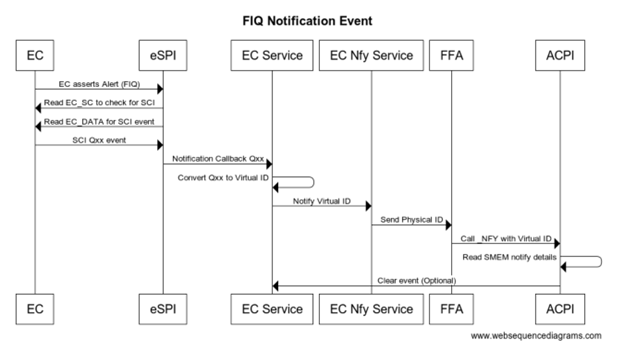 FIQ Notification Event
EC eSPI EC Service EC Nfy Service FFA ACPI
EC asserts Alert (FIQ)
Read EC_SC to check for SCI
Read EC_DATA for SCI event
SCI Qxx event
Notification Callback Qxx
Convert Qxx to Virtual ID
Notify Virtual ID
Send Physical ID
Call _NFY with Virtual ID
Read SMEM notify details
Clear event (Optional)
EC eSPI EC Service EC Nfy Service FFA ACPI
www.websequencediagrams.com